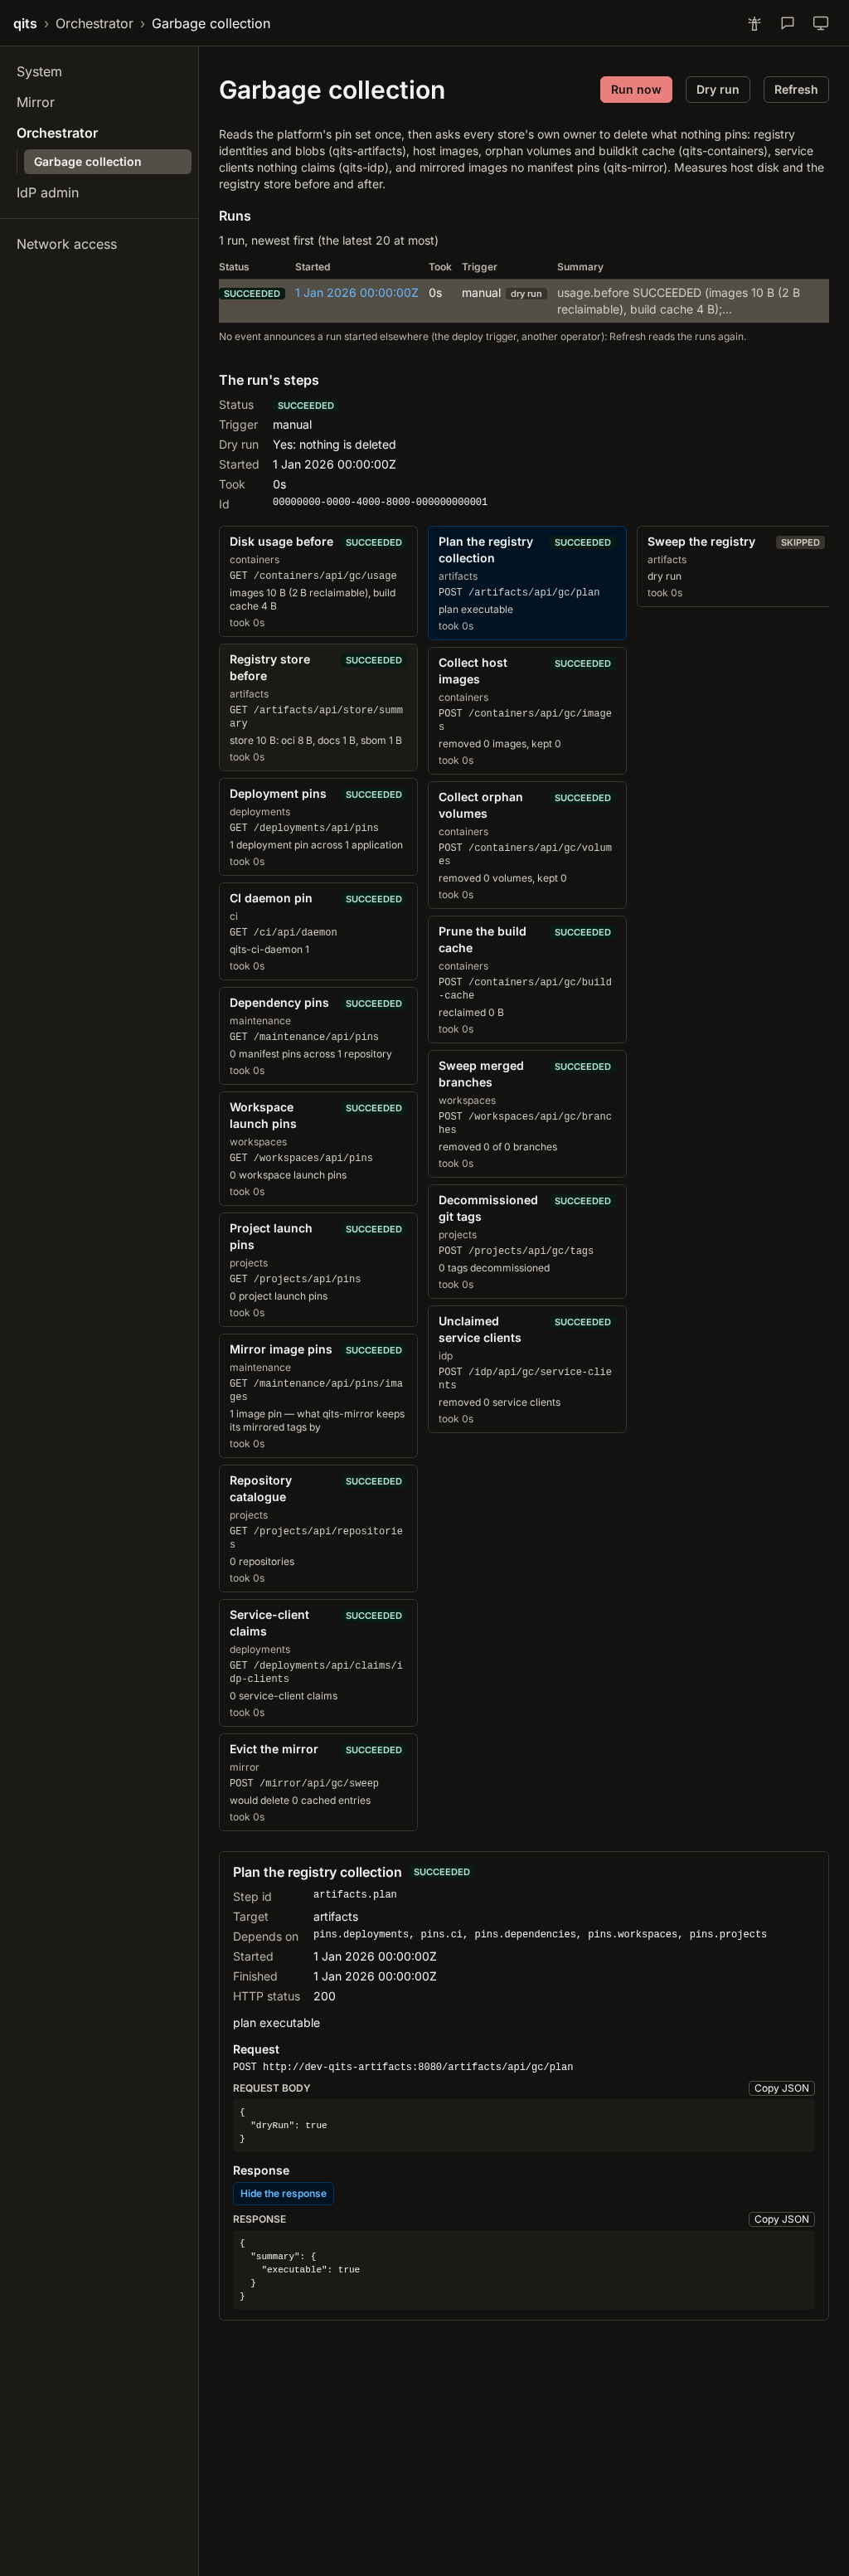 qits › Orchestrator › Garbage collection
System
Mirror
Orchestrator
Garbage collection
IdP admin
Network access
Garbage collection
Run now
Dry run
Refresh
Reads the platform's pin set once, then asks every store's own owner to delete what nothing pins: registry
identities and blobs (qits-artifacts), host images, orphan volumes and buildkit cache (qits-containers), service
clients nothing claims (qits-idp), and mirrored images no manifest pins (qits-mirror). Measures host disk and the
registry store before and after.
Runs
1 run, newest first (the latest 20 at most)
Status Started Took Trigger Summary
SUCCEEDED 1 Jan 2026 00:00:00Z 0s manual dry run usage.before SUCCEEDED (images 10 B (2 B
reclaimable), build cache 4 B);...
No event announces a run started elsewhere (the deploy trigger, another operator): Refresh reads the runs again.
The run's steps
Status SUCCEEDED
Trigger manual
Dry run Yes: nothing is deleted
Started 1 Jan 2026 00:00:00Z
Took 0s
Id 00000000-0000-4000-8000-000000000001
Disk usage before SUCCEEDED
containers
GET /containers/api/gc/usage
images 10 B (2 B reclaimable), build
cache 4 B
took 0s
Registry store
before
SUCCEEDED
artifacts
GET /artifacts/api/store/summ
ary
store 10 B: oci 8 B, docs 1 B, sbom 1 B
took 0s
Deployment pins SUCCEEDED
deployments
GET /deployments/api/pins
1 deployment pin across 1 application
took 0s
CI daemon pin SUCCEEDED
ci
GET /ci/api/daemon
qits-ci-daemon 1
took 0s
Dependency pins SUCCEEDED
maintenance
GET /maintenance/api/pins
0 manifest pins across 1 repository
took 0s
Workspace
launch pins
SUCCEEDED
workspaces
GET /workspaces/api/pins
0 workspace launch pins
took 0s
Project launch
pins
SUCCEEDED
projects
GET /projects/api/pins
0 project launch pins
took 0s
Mirror image pins SUCCEEDED
maintenance
GET /maintenance/api/pins/ima
ges
1 image pin — what qits-mirror keeps
its mirrored tags by
took 0s
Repository
catalogue
SUCCEEDED
projects
GET /projects/api/repositorie
s
0 repositories
took 0s
Service-client
claims
SUCCEEDED
deployments
GET /deployments/api/claims/i
dp-clients
0 service-client claims
took 0s
Evict the mirror SUCCEEDED
mirror
POST /mirror/api/gc/sweep
would delete 0 cached entries
took 0s
Plan the registry
collection
SUCCEEDED
artifacts
POST /artifacts/api/gc/plan
plan executable
took 0s
Collect host
images
SUCCEEDED
containers
POST /containers/api/gc/image
s
removed 0 images, kept 0
took 0s
Collect orphan
volumes
SUCCEEDED
containers
POST /containers/api/gc/volum
es
removed 0 volumes, kept 0
took 0s
Prune the build
cache
SUCCEEDED
containers
POST /containers/api/gc/build
-cache
reclaimed 0 B
took 0s
Sweep merged
branches
SUCCEEDED
workspaces
POST /workspaces/api/gc/branc
hes
removed 0 of 0 branches
took 0s
Decommissioned
git tags
SUCCEEDED
projects
POST /projects/api/gc/tags
0 tags decommissioned
took 0s
Unclaimed
service clients
SUCCEEDED
idp
POST /idp/api/gc/service-clie
nts
removed 0 service clients
took 0s
Sweep the registry SKIPPED
artifacts
dry run
took 0s
Plan the registry collection SUCCEEDED
Step id artifacts.plan
Target artifacts
Depends on pins.deployments, pins.ci, pins.dependencies, pins.workspaces, pins.projects
Started 1 Jan 2026 00:00:00Z
Finished 1 Jan 2026 00:00:00Z
HTTP status 200
plan executable
Request
POST http://dev-qits-artifacts:8080/artifacts/api/gc/plan
REQUEST BODY Copy JSON
{
"dryRun": true
}
Response
Hide the response
RESPONSE Copy JSON
{
"summary": {
"executable": true
}
}